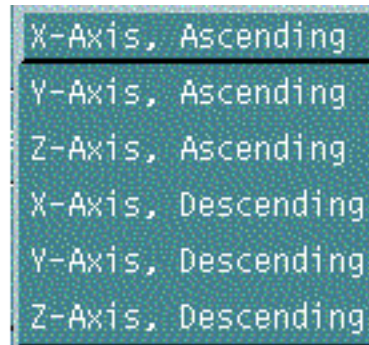 X-Axis, Ascending
Y-Axis, Ascending
Z-Axis, Ascending
X-Axis, Descending
Y-Axis, Descending
Z-Axis, Descending